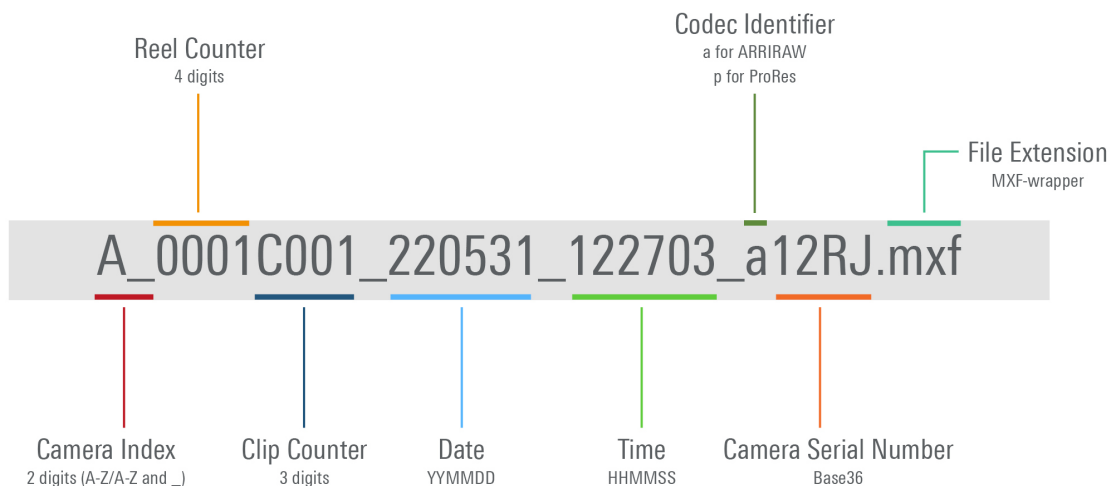 Codec Identifier
a for ARRIRAW
p for ProRes
Reel Counter
4 digits
File Extension
MXF-wrapper
A_0001C001_220531_122703_a12RJ.mxf
Camera Index
2 digits (A-Z/A-Z and _)
Clip Counter
3 digits
Date
YYMMDD
Time
HHMMSS
Camera Serial Number
Base36